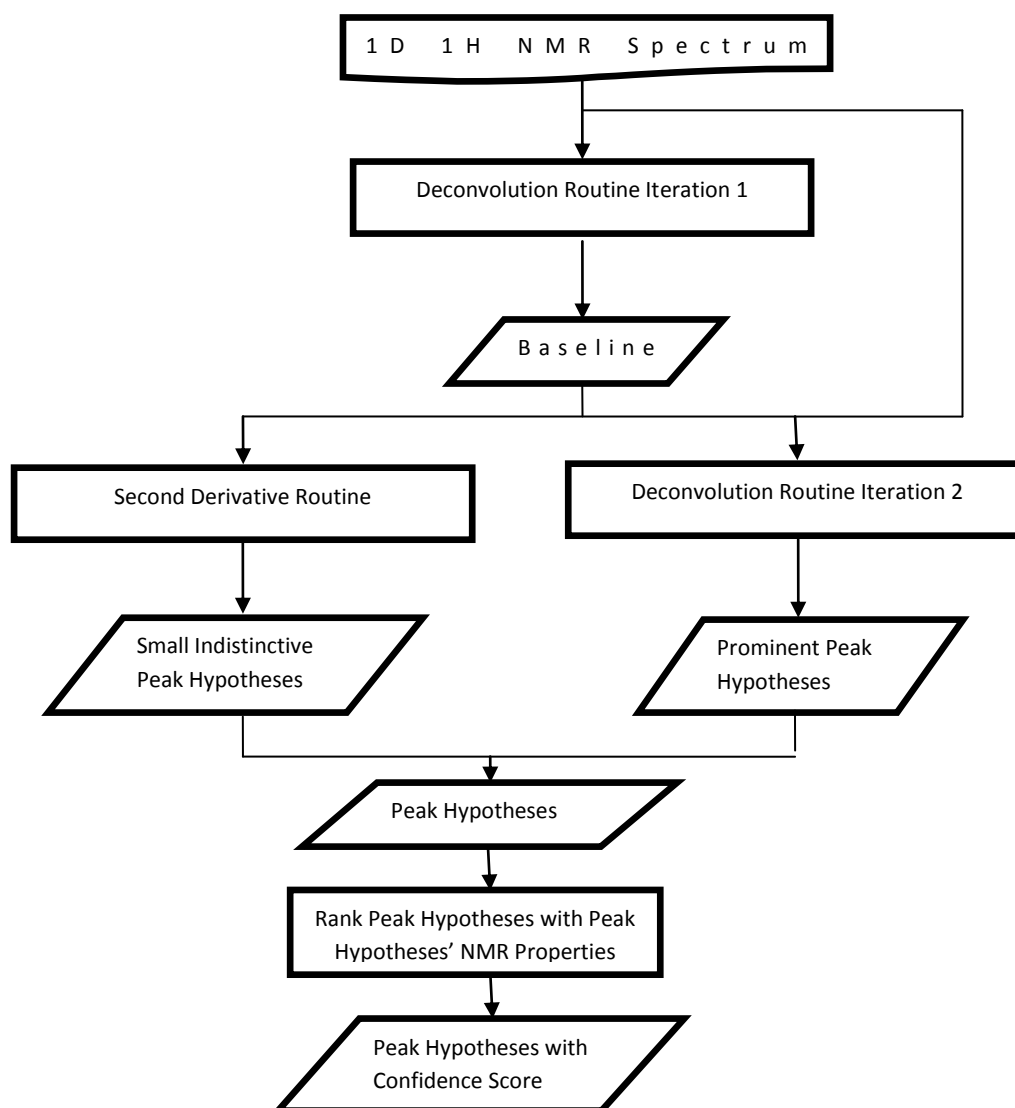 1D 1H NMR Spectrum
Deconvolution Routine Iteration 1
Baseline
Second Derivative Routine
Deconvolution Routine Iteration 2
Small Indistinctive
Peak Hypotheses
Prominent Peak
Hypotheses
Peak Hypotheses
Rank Peak Hypotheses with Peak
Hypotheses’ NMR Properties
Peak Hypotheses with
Confidence Score